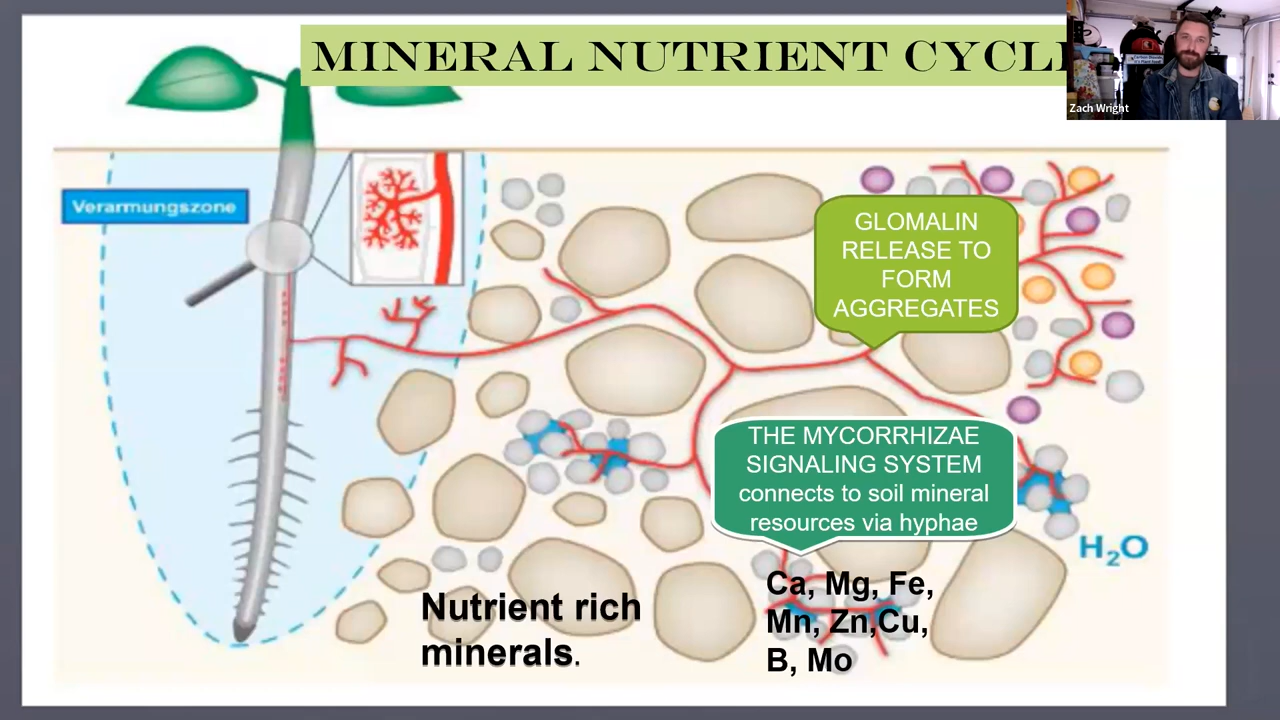 MINERAL NUTRIENT CYCL
Zach Wright
Verarmungszone
GLOMALIN
RELEASE TO
FORM
AGGREGATES
THE MYCORRHIZAE
SIGNALING SYSTEM
connects to soil mineral
resources via hyphae
H₂O
Nutrient rich
minerals.
Ca, Mg, Fe,
Mn, Zn,Cu,
B, Mo